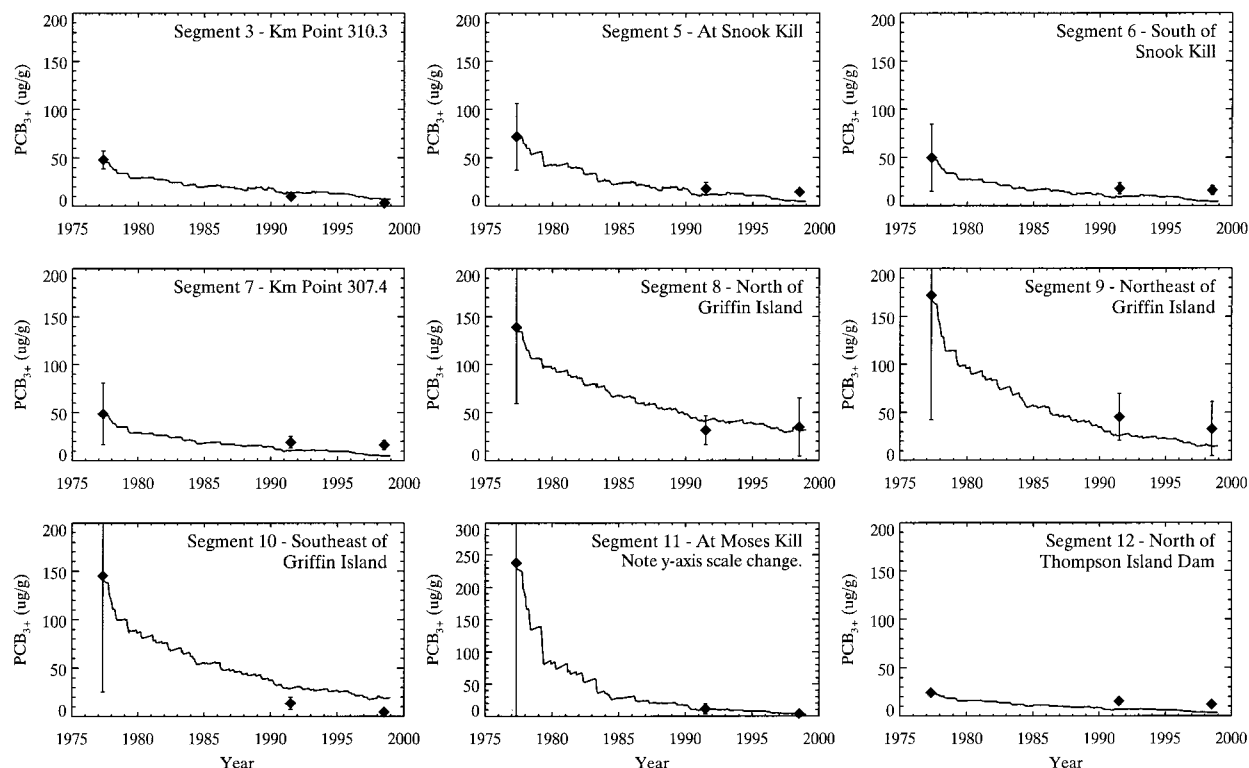 Segment 3 - Km Point 310.3
PCB3+ (ug/g)
200
150
100
50
0
1975 1980 1985 1990 1995 2000
Segment 5 - At Snook Kill
PCB3+ (ug/g)
200
150
100
50
0
1975 1980 1985 1990 1995 2000
Segment 6 - South of
Snook Kill
PCB3+ (ug/g)
200
150
100
50
0
1975 1980 1985 1990 1995 2000
Segment 7 - Km Point 307.4
PCB3+ (ug/g)
200
150
100
50
0
1975 1980 1985 1990 1995 2000
Segment 8 - North of
Griffin Island
PCB3+ (ug/g)
200
150
100
50
0
1975 1980 1985 1990 1995 2000
Segment 9 - Northeast of
Griffin Island
PCB3+ (ug/g)
200
150
100
50
0
1975 1980 1985 1990 1995 2000
Segment 10 - Southeast of
Griffin Island
PCB3+ (ug/g)
200
150
100
50
0
1975 1980 1985 1990 1995 2000
Year
Segment 11 - At Moses Kill
Note y-axis scale change.
PCB3+ (ug/g)
300
250
200
150
100
50
0
1975 1980 1985 1990 1995 2000
Year
Segment 12 - North of
Thompson Island Dam
PCB3+ (ug/g)
200
150
100
50
0
1975 1980 1985 1990 1995 2000
Year